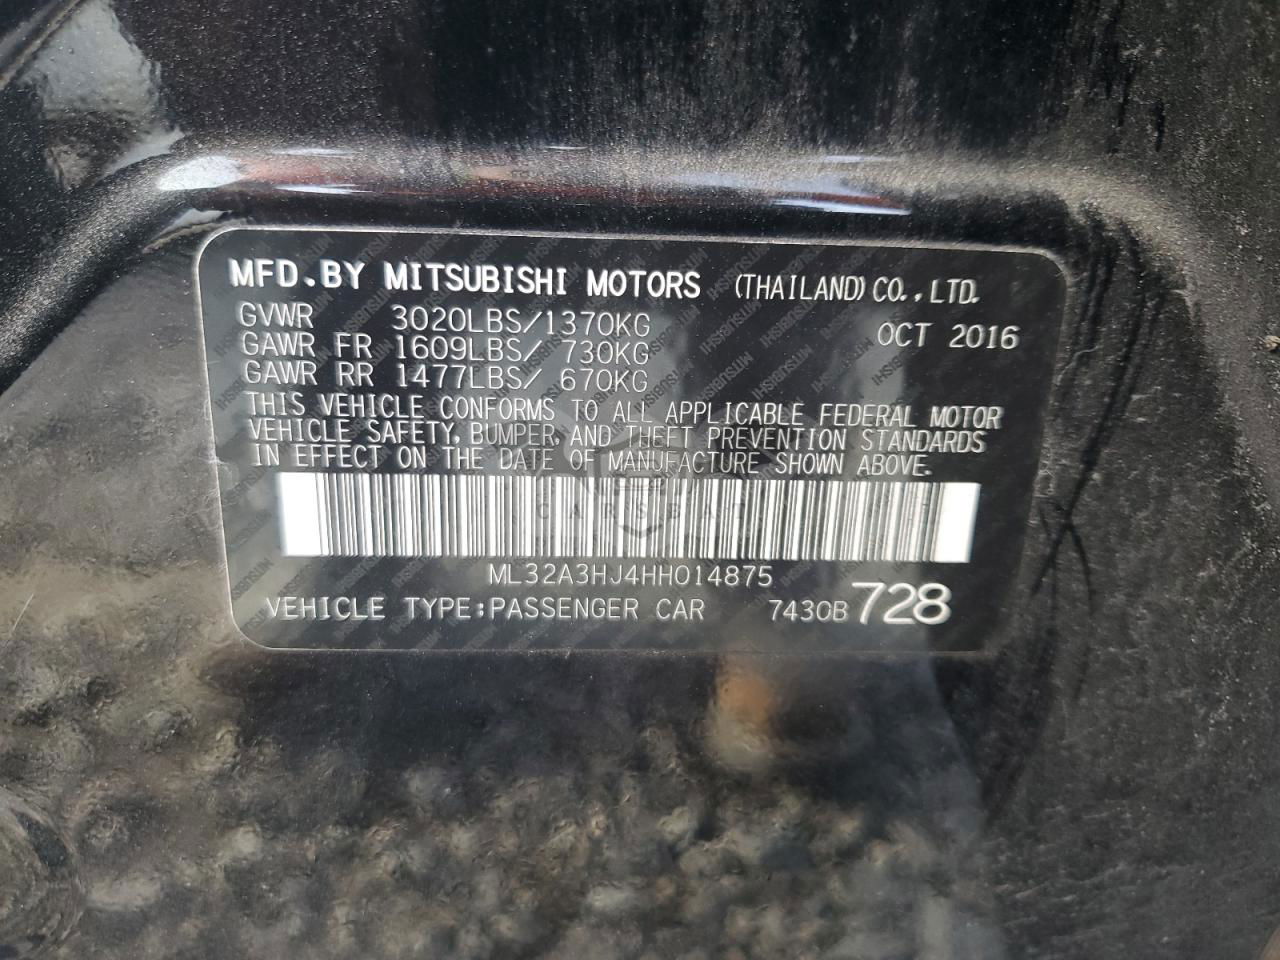 MFD.BY MITSUBISHI MOTORS (THAILAND) CO.,LTD.
GVWR 3020LBS/1370KG OCT 2016
GAWR FR 1609LBS/ 730KG
GAWR RR 1477LBS/ 670KG
THIS VEHICLE CONFORMS TO ALL APPLICABLE FEDERAL MOTOR
VEHICLE SAFETY, BUMPER, AND THEFT PREVENTION STANDARDS
IN EFFECT ON THE DATE OF MANUFACTURE SHOWN ABOVE.
CARSBAT
ML32A3HJ4HH014875
VEHICLE TYPE:PASSENGER CAR 7430B 728